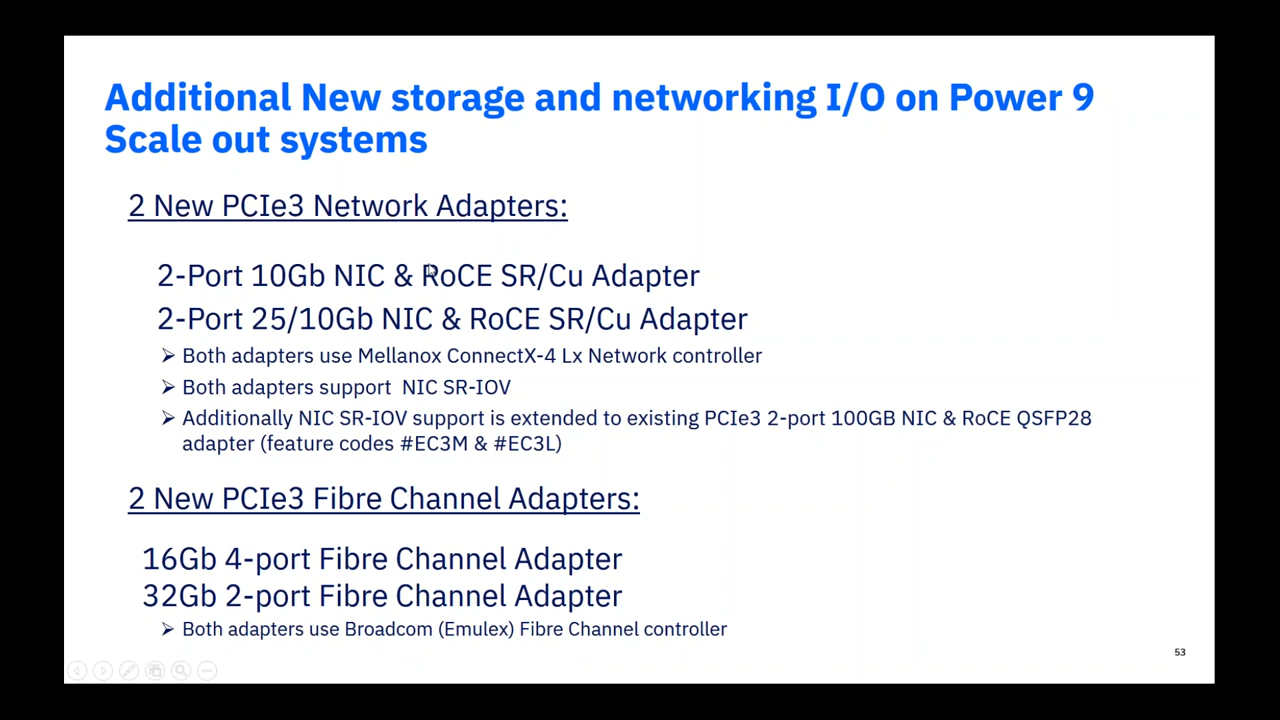 Additional New storage and networking I/O on Power 9
Scale out systems
2 New PCIe3 Network Adapters:
2-Port 10Gb NIC & RoCE SR/Cu Adapter
2-Port 25/10Gb NIC & RoCE SR/Cu Adapter
Both adapters use Mellanox ConnectX-4 Lx Network controller
Both adapters support NIC SR-IOV
Additionally NIC SR-IOV support is extended to existing PCIe3 2-port 100GB NIC & RoCE QSFP28
adapter (feature codes #EC3M & #EC3L)
2 New PCIe3 Fibre Channel Adapters:
16Gb 4-port Fibre Channel Adapter
32Gb 2-port Fibre Channel Adapter
Both adapters use Broadcom (Emulex) Fibre Channel controller
53